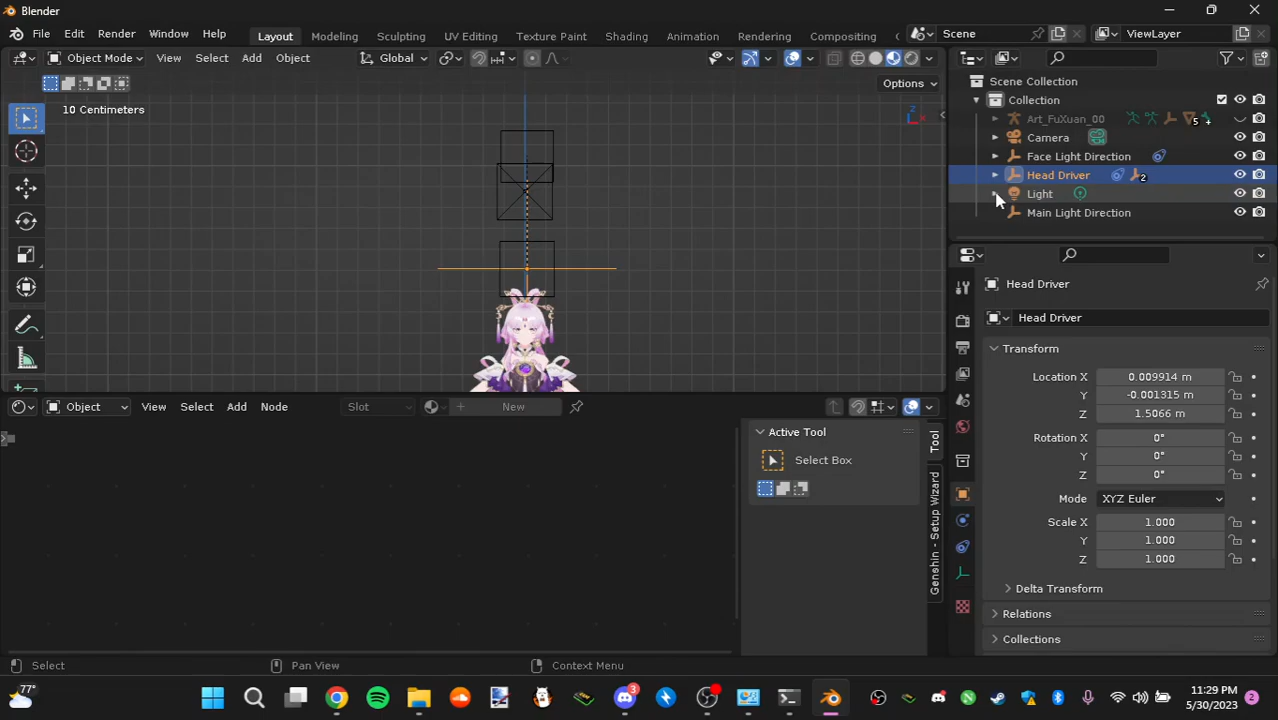 Blender
File Edit Render Window Help Layout Modeling Sculpting UV Editing Texture Paint Shading Animation Rendering Compositing Scene ViewLayer
Object Mode View Select Add Object Global
Options
10 Centimeters
Z
X
Scene Collection
Collection
Art_FuXuan_00 5
Camera
Face Light Direction
Head Driver 2
Light
Main Light Direction
Head Driver
Head Driver
Transform
Location X 0.009914 m
Y -0.001315 m
Z 1.5066 m
Rotation X 0°
Y 0°
Z 0°
Mode XYZ Euler
Scale X 1.000
Y 1.000
Z 1.000
Delta Transform
Relations
Collections
Object View Select Add Node Slot New
Active Tool
Select Box
Tool
Genshin - Setup Wizard
Select Pan View Context Menu
77°
3
11:29 PM
5/30/2023
2